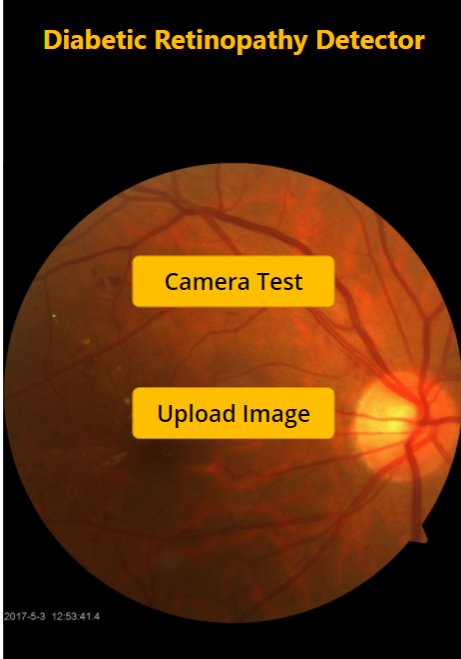 Diabetic Retinopathy Detector
Camera Test
Upload Image
2017-5-3 12:53:41.4